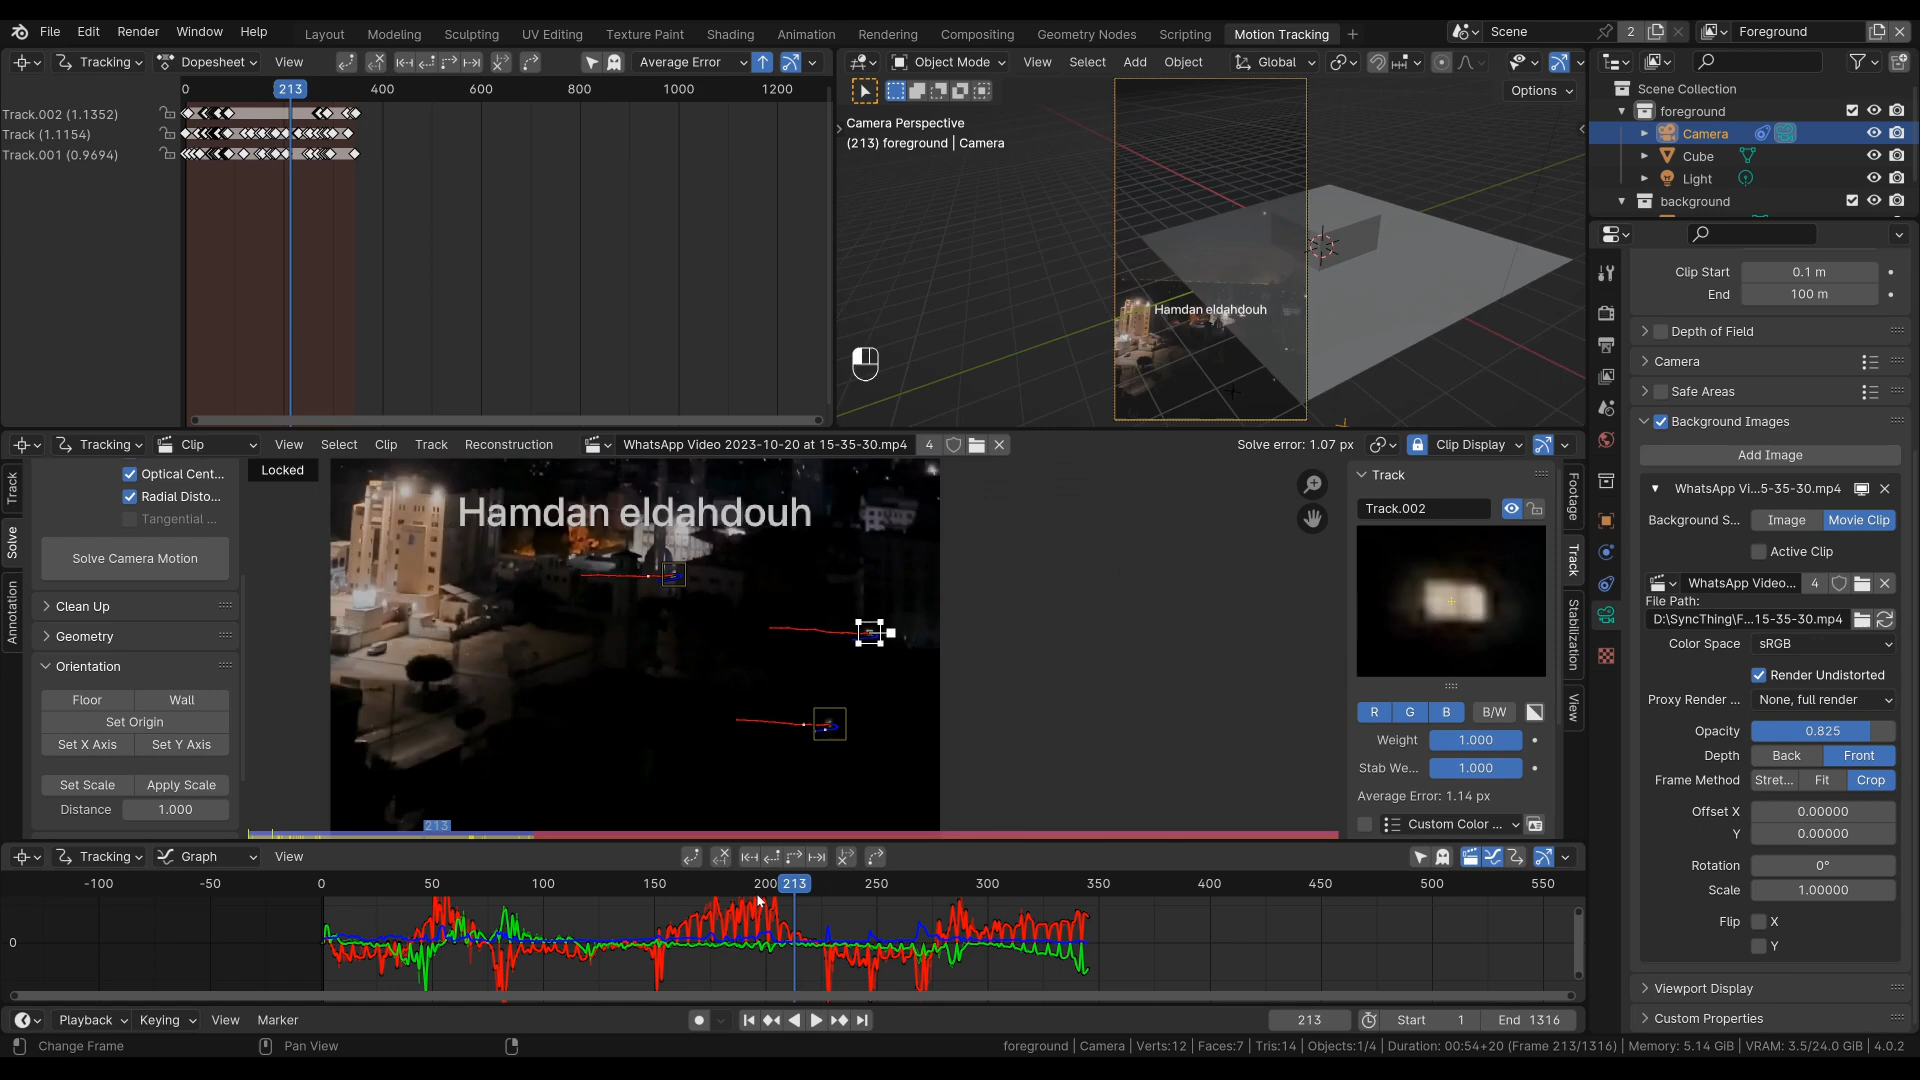 File Edit Render Window Help Layout Modeling Sculpting UV Editing Texture Paint Shading Animation Rendering Compositing Geometry Nodes Scripting Motion Tracking + Scene 2 Foreground
Tracking Dopesheet View Average Error
0 213 400 600 800 1000 1200
Track.002 (1.1352)
Track (1.1154)
Track.001 (0.9694)
Object Mode View Select Add Object Global
Options
Camera Perspective
(213) foreground | Camera
Hamdan eldahdouh
Scene Collection
foreground
Camera
Cube
Light
background
Clip Start 0.1 m
End 100 m
Depth of Field
Camera
Safe Areas
Background Images
Add Image
WhatsApp Vi...5-35-30.mp4
Background S... Image Movie Clip
Active Clip
WhatsApp Video... 4
File Path:
D:\SyncThing\F...15-35-30.mp4
Color Space sRGB
Render Undistorted
Proxy Render ... None, full render
Opacity 0.825
Depth Back Front
Frame Method Stret... Fit Crop
Offset X 0.00000
Y 0.00000
Rotation 0°
Scale 1.00000
Flip X
Y
Viewport Display
Custom Properties
Tracking Clip View Select Clip Track Reconstruction WhatsApp Video 2023-10-20 at 15-35-30.mp4 4 Solve error: 1.07 px Clip Display
Track
Solve
Annotation
Optical Cent...
Radial Disto...
Tangential ...
Solve Camera Motion
Clean Up
Geometry
Orientation
Floor Wall
Set Origin
Set X Axis Set Y Axis
Set Scale Apply Scale
Distance 1.000
Locked
Hamdan eldahdouh
213
Track
Track.002
R G B B/W
Weight 1.000
Stab We... 1.000
Average Error: 1.14 px
Custom Color ...
Footage
Track
Stabilization
View
Tracking Graph View
-100 -50 0 50 100 150 200 213 250 300 350 400 450 500 550
0
Playback Keying View Marker 213 Start 1 End 1316
Change Frame Pan View foreground | Camera | Verts:12 | Faces:7 | Tris:14 | Objects:1/4 | Duration: 00:54+20 (Frame 213/1316) | Memory: 5.14 GiB | VRAM: 3.5/24.0 GiB | 4.0.2